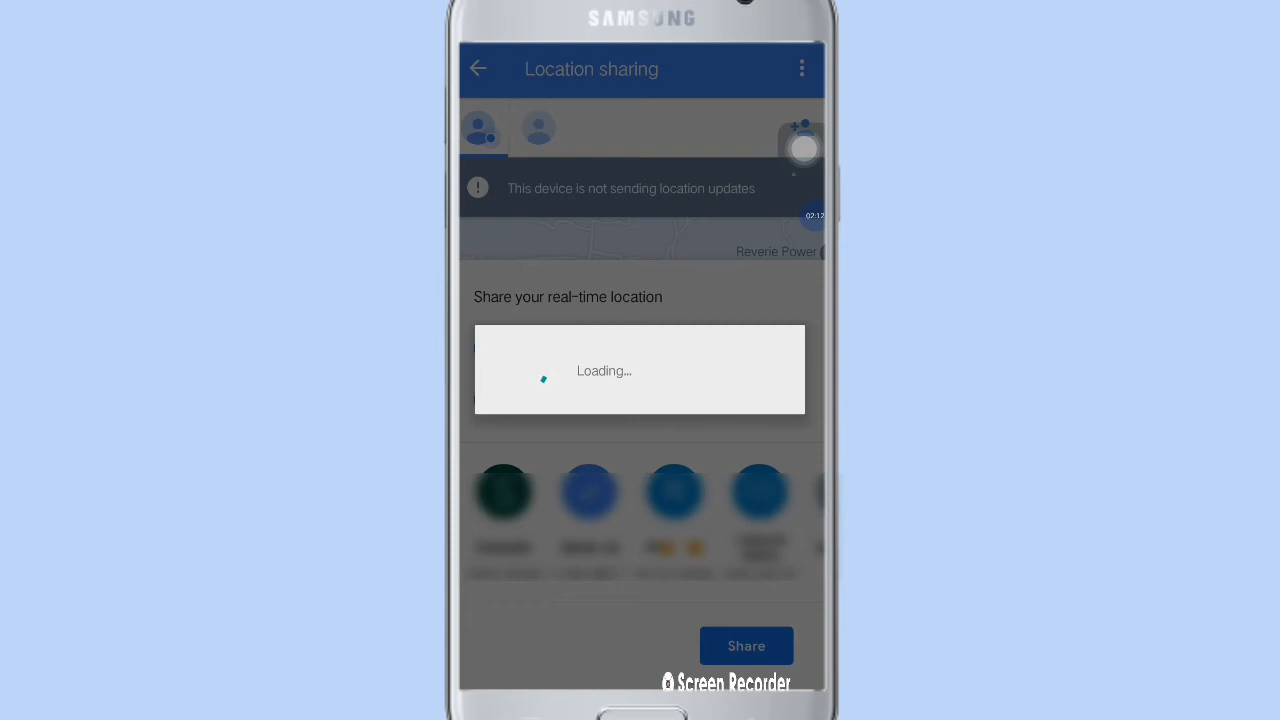 SAMSUNG
Location sharing
This device is not sending location updates
02:12
Reverie Power
Share your real-time location
Loading...
Share
Screen Recorder